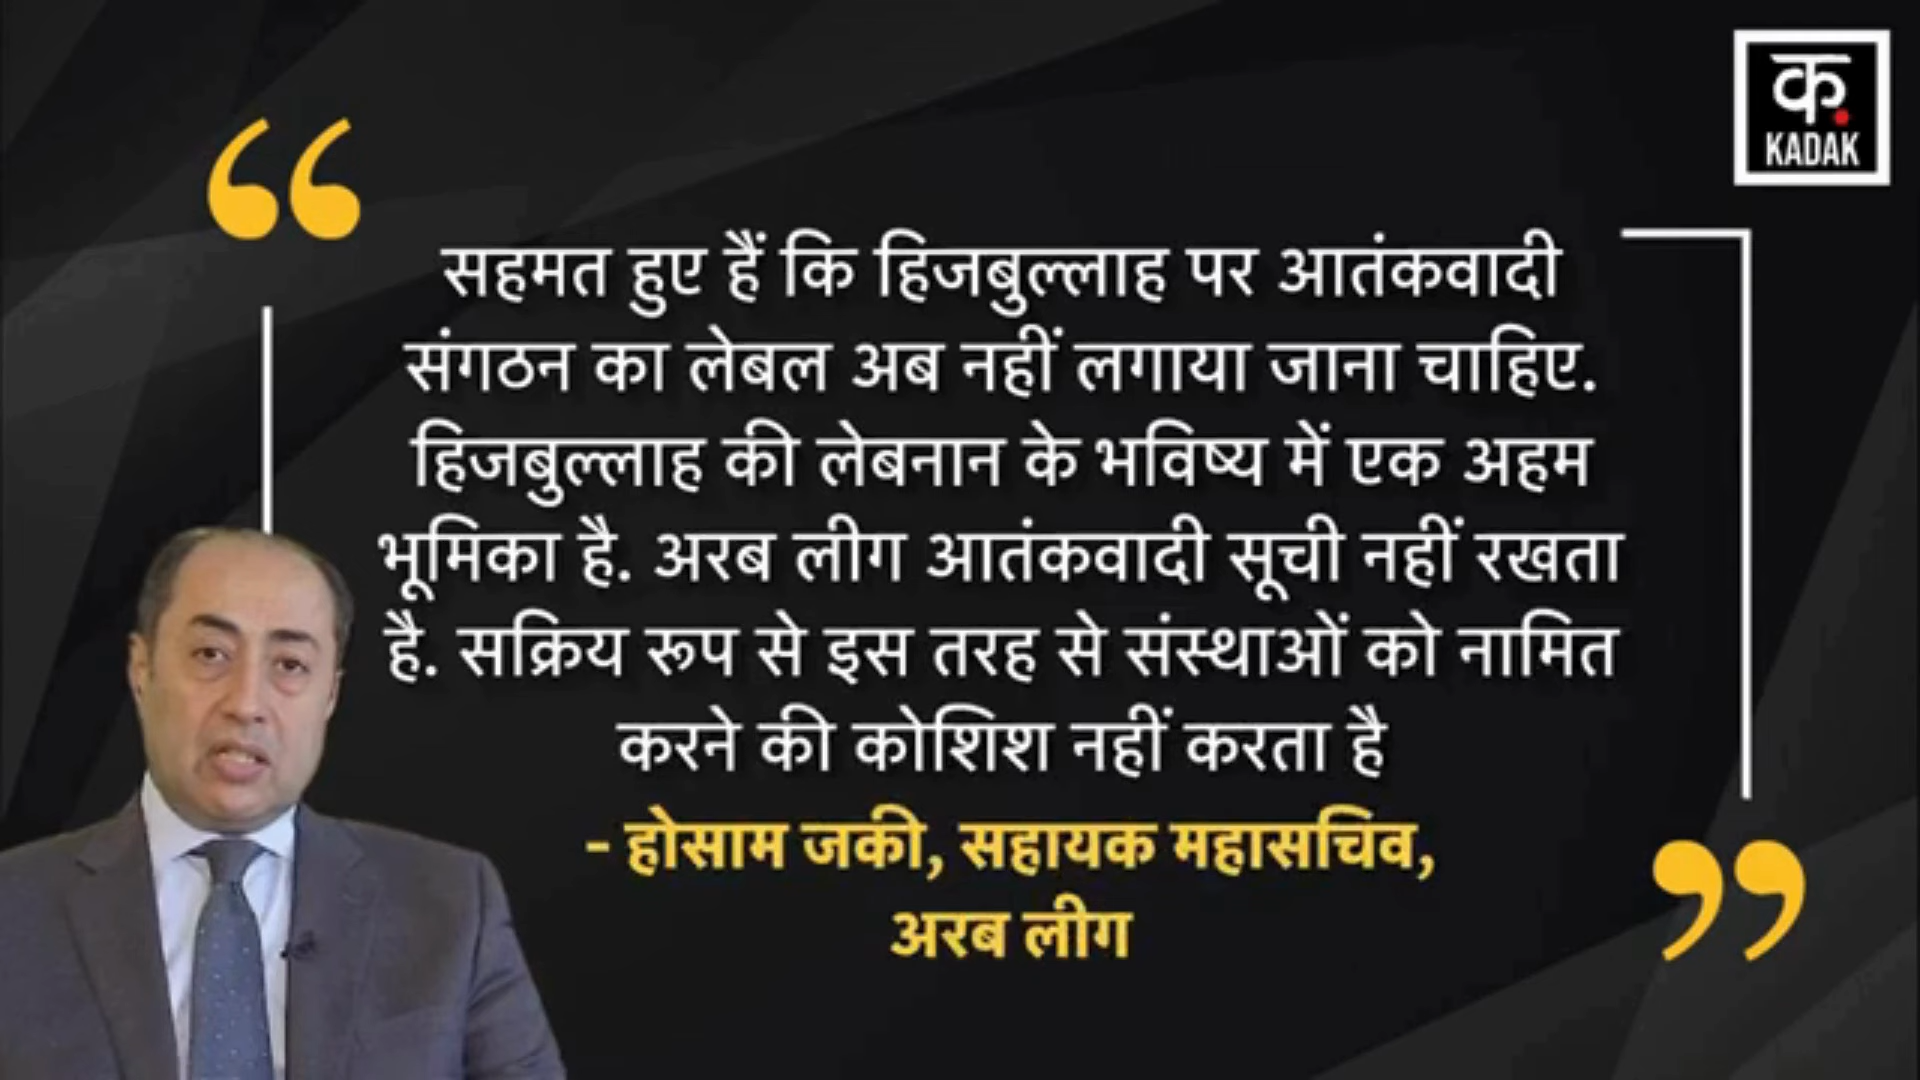 क
KADAK
सहमत हुए हैं कि हिजबुल्लाह पर आतंकवादी
संगठन का लेबल अब नहीं लगाया जाना चाहिए.
हिजबुल्लाह की लेबनान के भविष्य में एक अहम
भूमिका है. अरब लीग आतंकवादी सूची नहीं रखता
है. सक्रिय रूप से इस तरह से संस्थाओं को नामित
करने की कोशिश नहीं करता है
- होसाम जकी, सहायक महासचिव,
अरब लीग